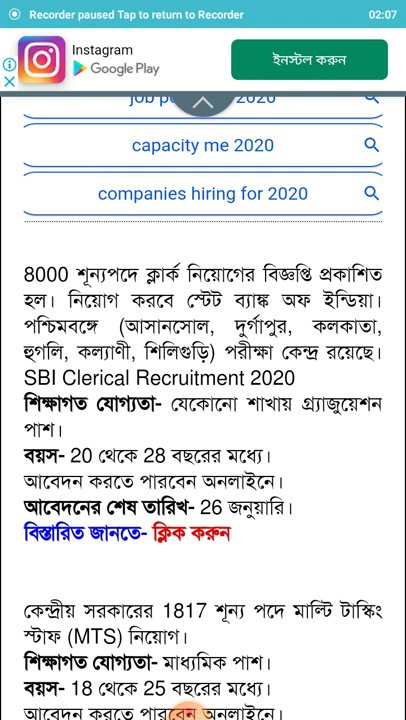 Recorder paused Tap to return to Recorder 02:07
Instagram
Google Play
ইনস্টল করুন
2020
capacity me 2020
companies hiring for 2020
8000 শূন্যপদে ক্লার্ক নিয়োগের বিজ্ঞপ্তি প্রকাশিত
হল। নিয়োগ করবে স্টেট ব্যাঙ্ক অফ ইন্ডিয়া।
পশ্চিমবঙ্গে (আসানসোল, দুর্গাপুর, কলকাতা,
হুগলি, কল্যাণী, শিলিগুড়ি) পরীক্ষা কেন্দ্র রয়েছে।
SBI Clerical Recruitment 2020
শিক্ষাগত যোগ্যতা- যেকোনো শাখায় গ্র্যাজুয়েশন
পাশ।
বয়স- 20 থেকে 28 বছরের মধ্যে।
আবেদন করতে পারবেন অনলাইনে।
আবেদনের শেষ তারিখ- 26 জনুয়ারি।
বিস্তারিত জানতে- ক্লিক করুন
কেন্দ্রীয় সরকারের 1817 শূন্য পদে মাল্টি টাস্কিং
স্টাফ (MTS) নিয়োগ।
শিক্ষাগত যোগ্যতা- মাধ্যমিক পাশ।
বয়স- 18 থেকে 25 বছরের মধ্যে।
আবেদন করতে পারবেন অনলাইনে।